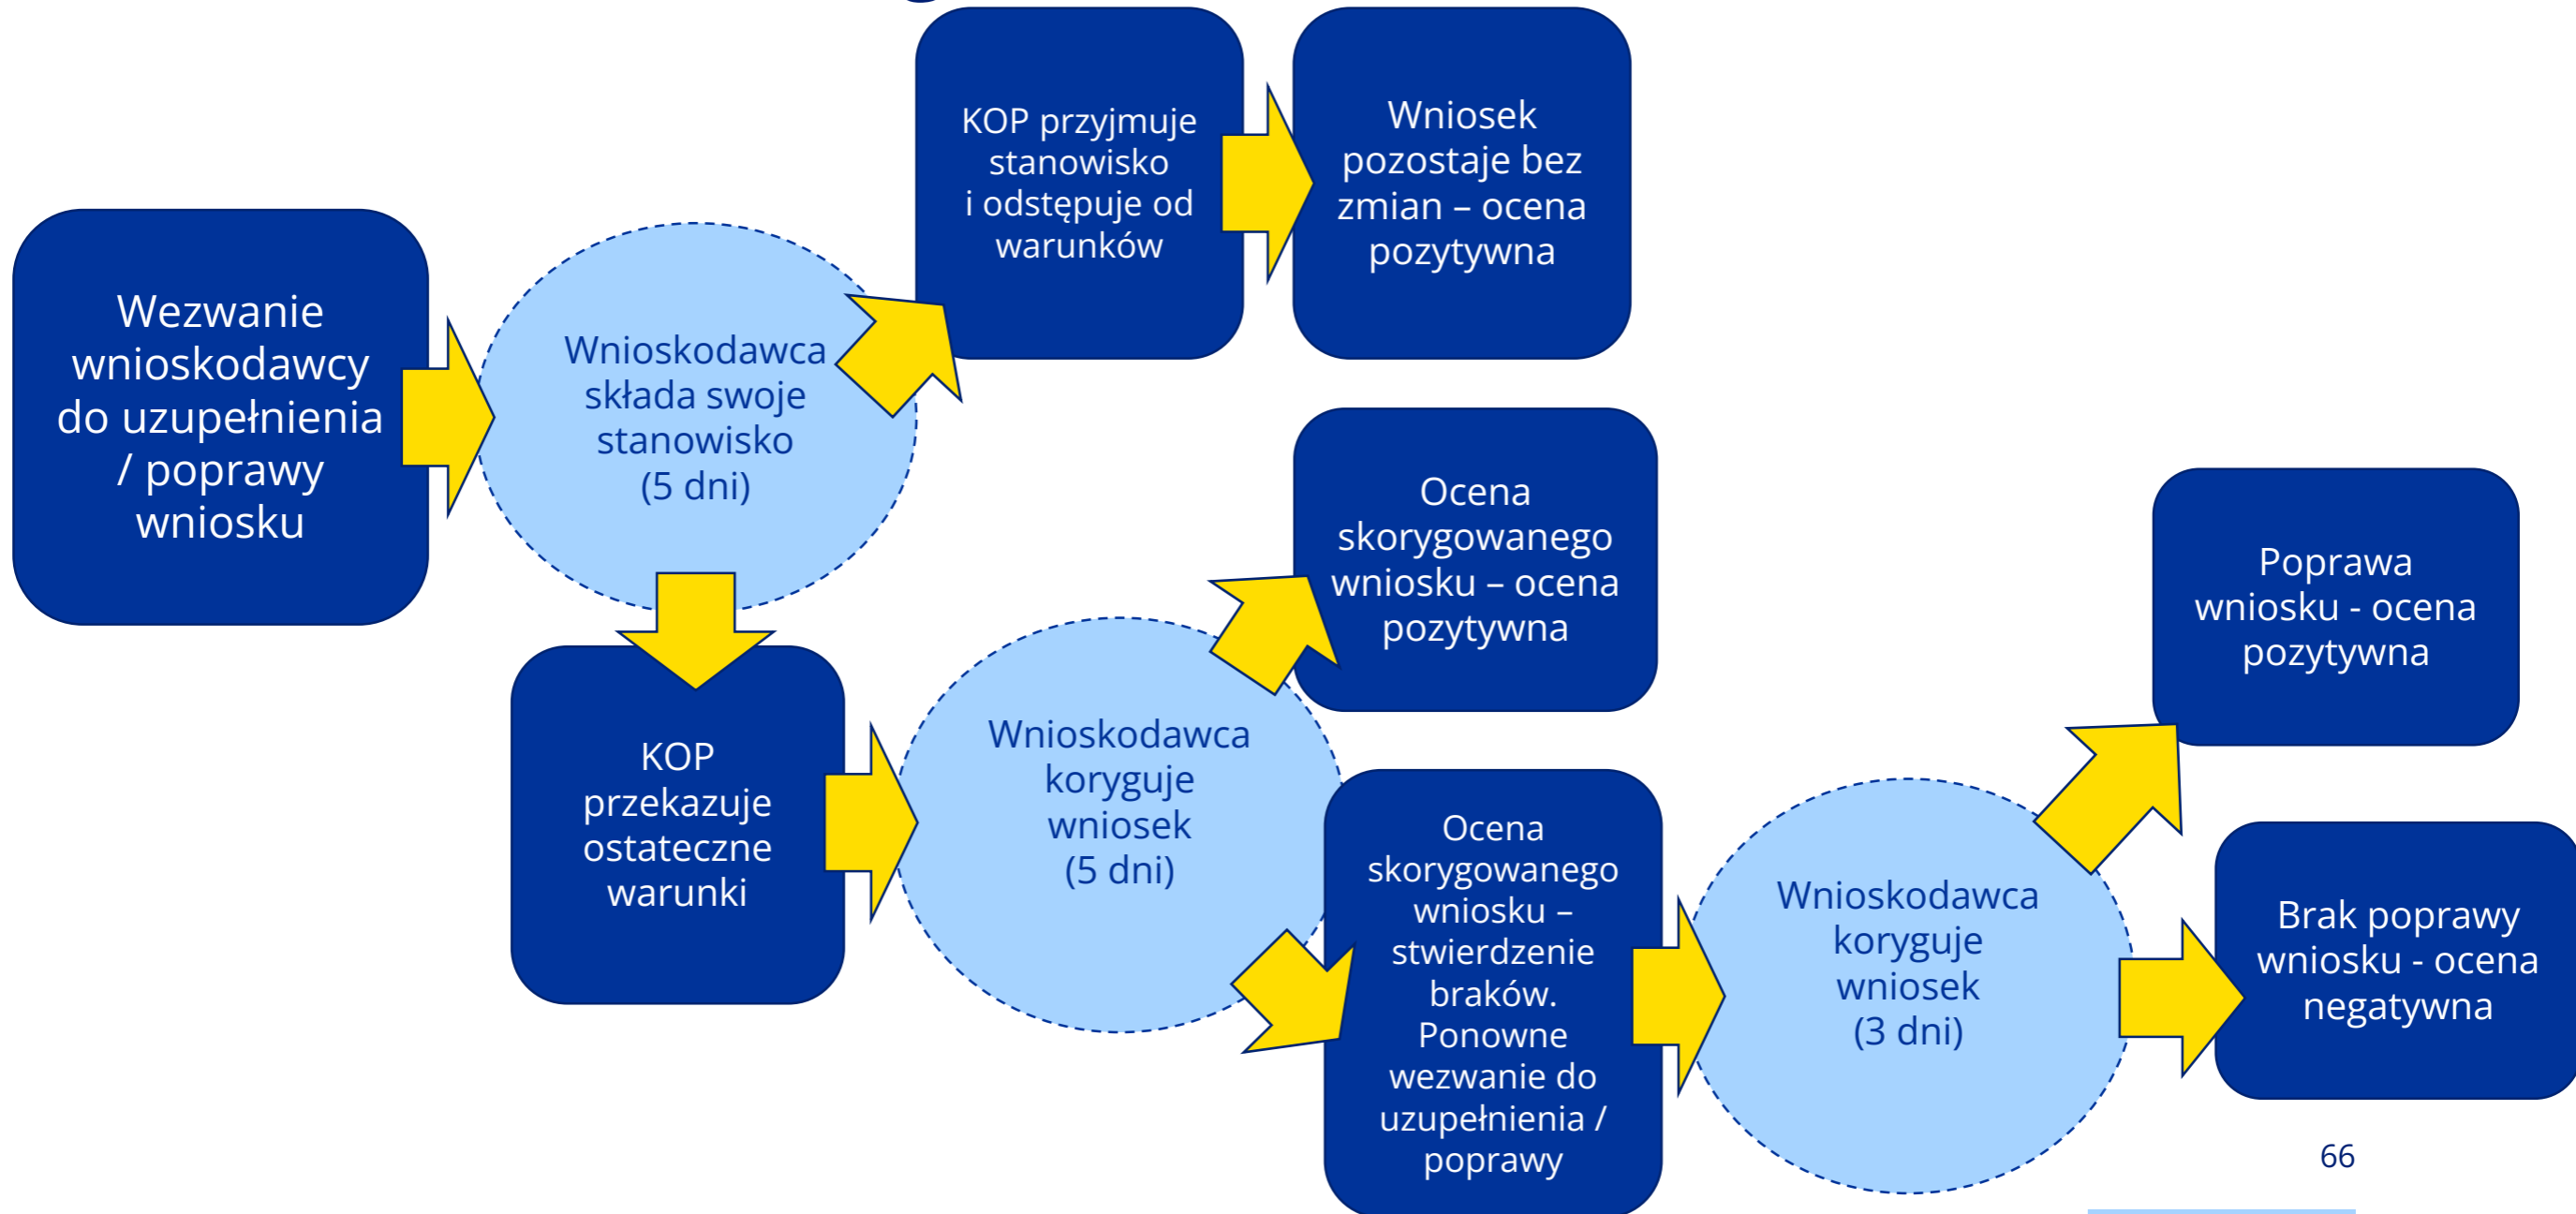 KOP przyjmuje
stanowisko
i odstępuje od
warunków
Wniosek
pozostaje bez
zmian – ocena
pozytywna
Wezwanie
wnioskodawcy
do uzupełnienia
/ poprawy
wniosku
Wnioskodawca
składa swoje
stanowisko
(5 dni)
Ocena
skorygowanego
wniosku – ocena
pozytywna
Poprawa
wniosku - ocena
pozytywna
KOP
przekazuje
ostateczne
warunki
Wnioskodawca
koryguje
wniosek
(5 dni)
Ocena
skorygowanego
wniosku –
stwierdzenie
braków.
Ponowne
wezwanie do
uzupełnienia /
poprawy
Wnioskodawca
koryguje
wniosek
(3 dni)
Brak poprawy
wniosku - ocena
negatywna
66